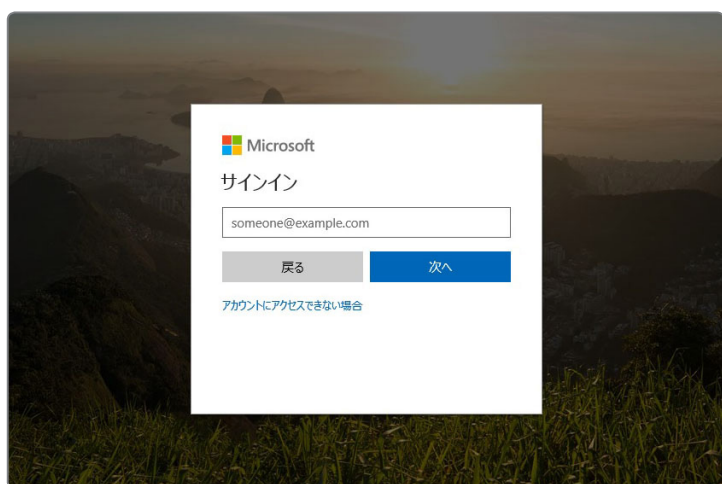 Microsoft
サインイン
someone@example.com
戻る
次へ
アカウントにアクセスできない場合